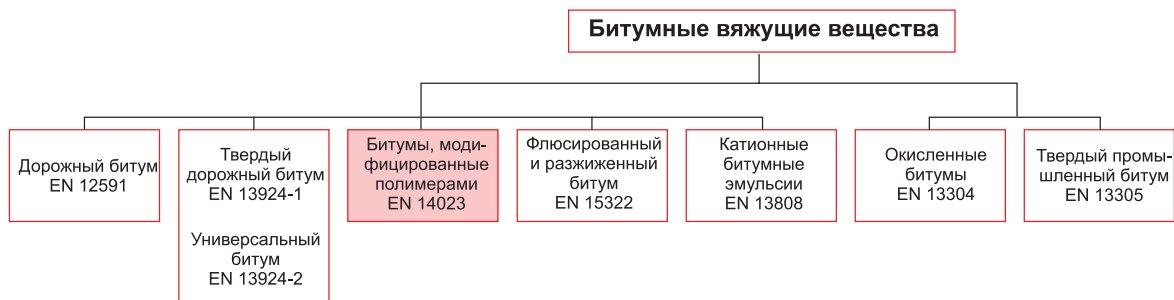 Битумные вяжущие вещества
Дорожный битум
EN 12591
Твердый
дорожный битум
EN 13924-1
Универсальный
битум
EN 13924-2
Битумы, моди-
фицированные
полимерами
EN 14023
Флюсированный
и разжиженный
битум
EN 15322
Катионные
битумные
эмульсии
EN 13808
Окисленные
битумы
EN 13304
Твердый промы-
шленный битум
EN 13305